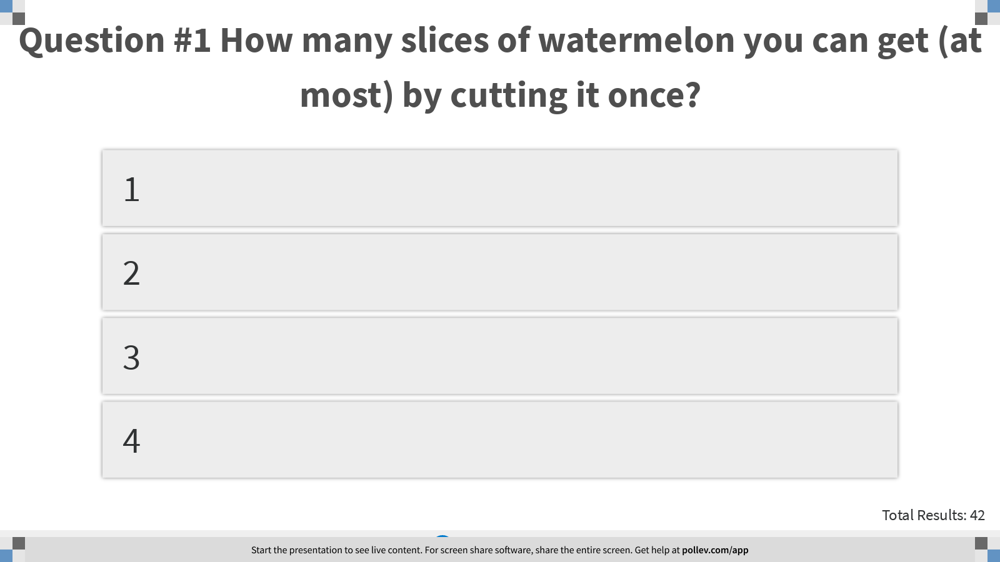 Question #1 How many slices of watermelon you can get (at
most) by cutting it once?
1
2
3
4
Total Results: 42
Start the presentation to see live content. For screen share software, share the entire screen. Get help at pollev.com/app